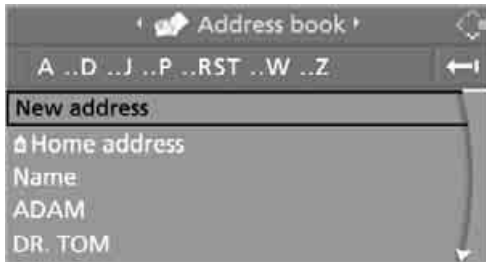 Address book
A ..D ..J ..P ..RST ..W ..Z
New address
Home address
Name
ADAM
DR. TOM